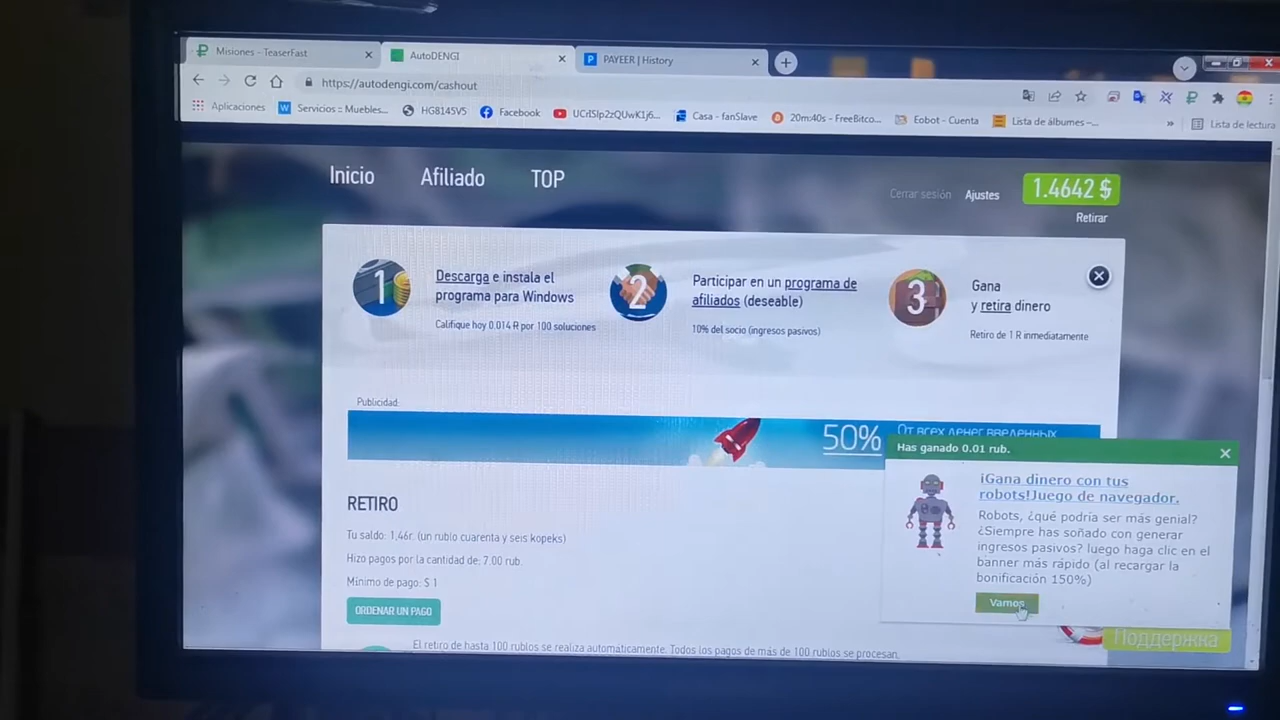 Misiones - TeaserFast
AutoDENGI
PAYEER | History
https://autodengi.com/cashout
Aplicaciones
Servicios :: Muebles...
HG8145V5
Facebook
UCrISlp2zQUwK1j6...
Casa - fanSlave
20m:40s - FreeBitco...
Eobot - Cuenta
Lista de álbumes –...
»
Lista de lectura
Inicio
Afiliado
TOP
Cerrar sesión
Ajustes
1.4642 $
Retirar
1
Descarga e instala el
programa para Windows
Califique hoy 0.014 R por 100 soluciones
2
Participar en un programa de
afiliados (deseable)
10% del socio (ingresos pasivos)
3
Gana
y retira dinero
Retiro de 1 R inmediatamente
Publicidad:
50%
От всех денег введенных
Has ganado 0.01 rub.
¡Gana dinero con tus
robots!Juego de navegador.
Robots, ¿qué podría ser más genial?
¿Siempre has soñado con generar
ingresos pasivos? luego haga clic en el
banner más rápido (al recargar la
bonificación 150%)
Vamos
RETIRO
Tu saldo: 1,46r. (un rublo cuarenta y seis kopeks)
Hizo pagos por la cantidad de: 7.00 rub.
Mínimo de pago: $ 1
ORDENAR UN PAGO
El retiro de hasta 100 rublos se realiza automáticamente. Todos los pagos de más de 100 rublos se procesan.
Поддержка